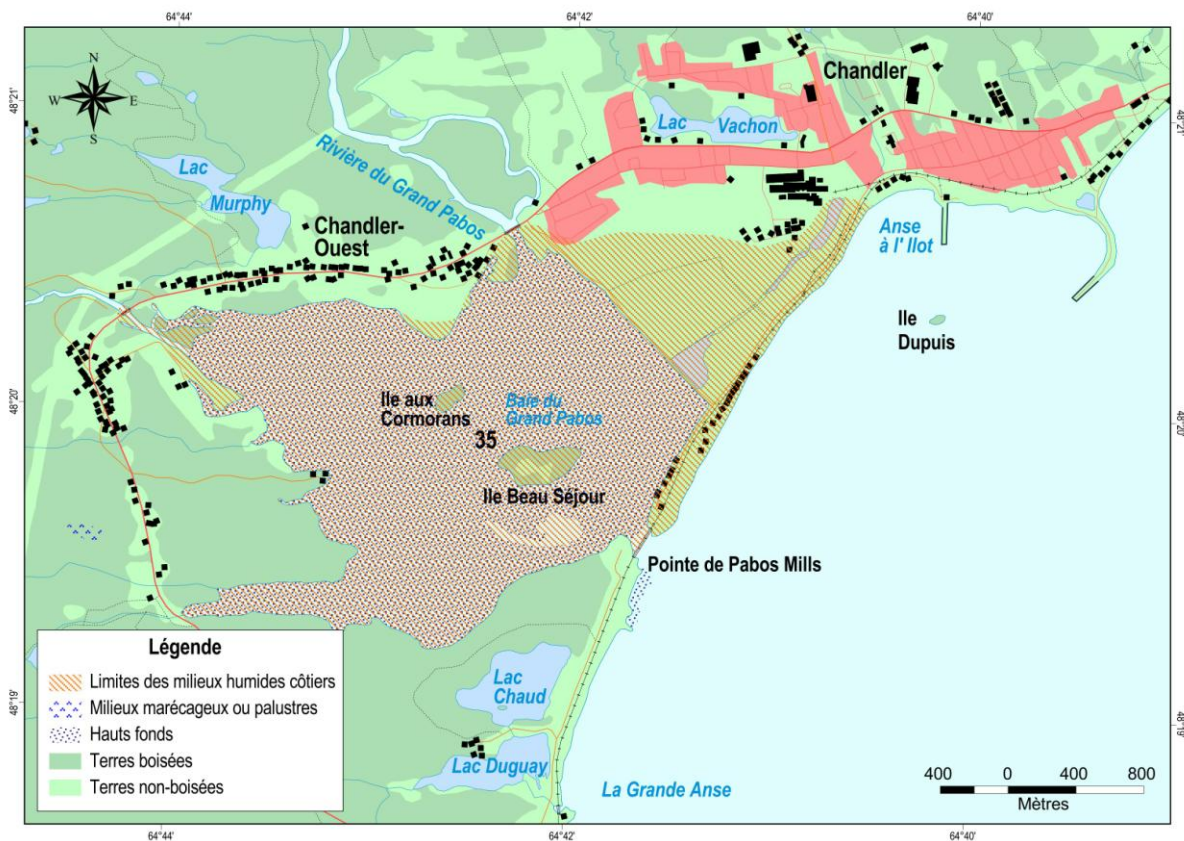 64°44'
64°42'
64°40'
N
W
E
S
48°21'
48°21'
Chandler
Lac Vachon
Rivière du Grand Pabos
Lac
Murphy
Chandler-
Ouest
Anse
à l' Ilot
Ile
Dupuis
48°20'
48°20'
Ile aux
Cormorans
Baie du
Grand Pabos
35
Ile Beau Séjour
Pointe de Pabos Mills
Légende
Limites des milieux humides côtiers
Milieux marécageux ou palustres
Hauts fonds
Terres boisées
Terres non-boisées
Lac
Chaud
48°19'
48°19'
Lac Duguay
La Grande Anse
400 0 400 800
Mètres
64°44'
64°42'
64°40'